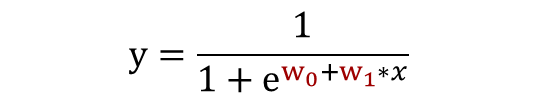 y = 1 / (1 + e^(w₀+w₁*x))